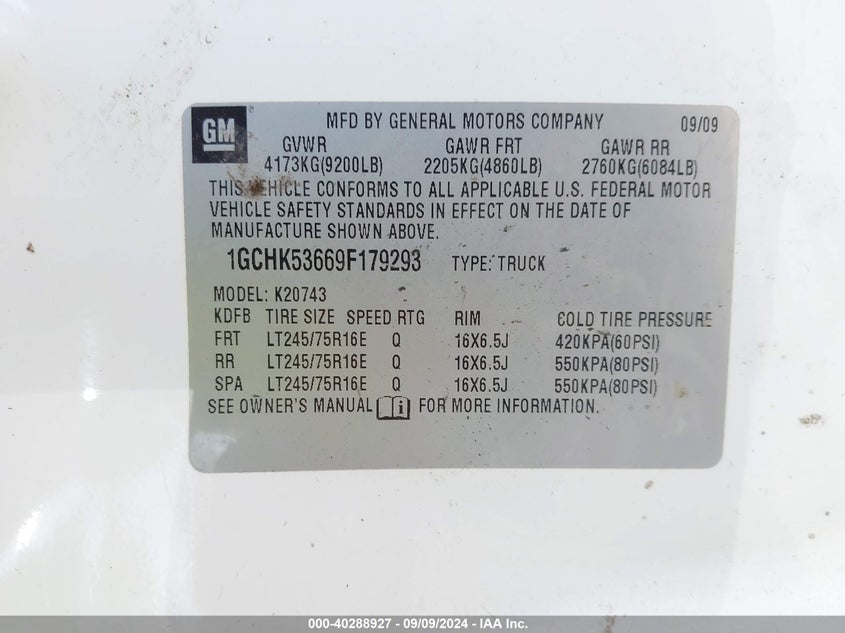 GM ® MFD BY GENERAL MOTORS COMPANY 09/09
GVWR GAWR FRT GAWR RR
4173KG(9200LB) 2205KG(4860LB) 2760KG(6084LB)
THIS VEHICLE CONFORMS TO ALL APPLICABLE U.S. FEDERAL MOTOR
VEHICLE SAFETY STANDARDS IN EFFECT ON THE DATE OF
MANUFACTURE SHOWN ABOVE.
1GCHK53669F179293 TYPE: TRUCK
MODEL: K20743
KDFB TIRE SIZE SPEED RTG RIM COLD TIRE PRESSURE
FRT LT245/75R16E Q 16X6.5J 420KPA(60PSI)
RR LT245/75R16E Q 16X6.5J 550KPA(80PSI)
SPA LT245/75R16E Q 16X6.5J 550KPA(80PSI)
SEE OWNER'S MANUAL i FOR MORE INFORMATION.
000-40288927 - 09/09/2024 - IAA Inc.